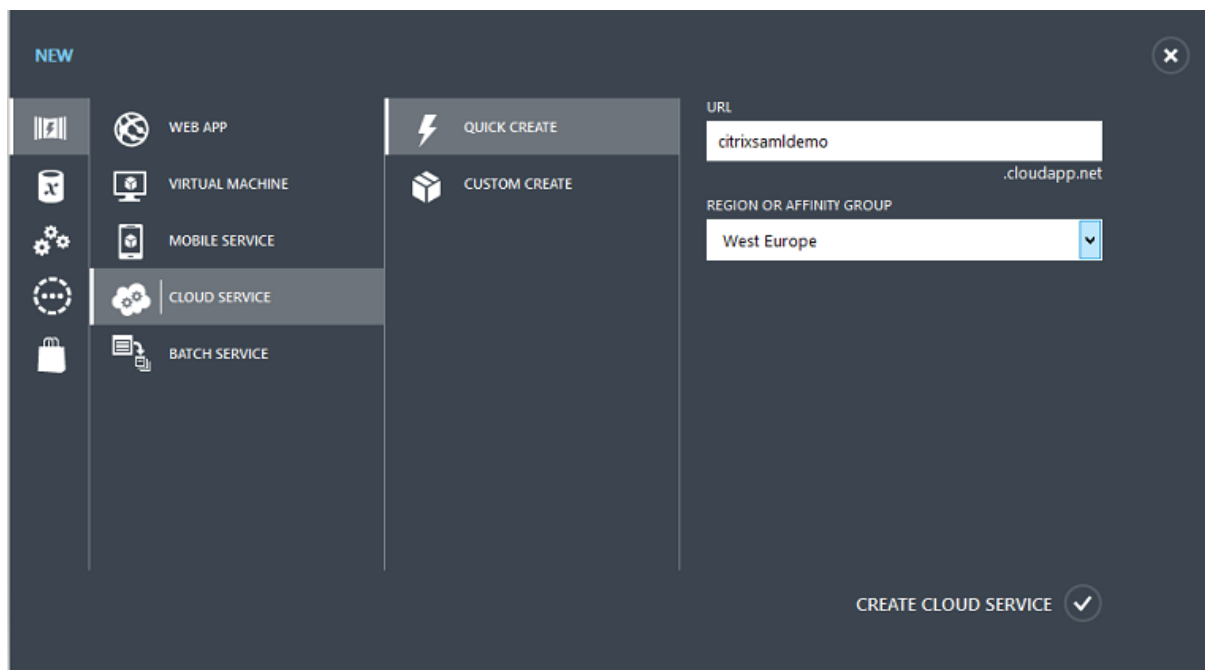 NEW
WEB APP
VIRTUAL MACHINE
MOBILE SERVICE
CLOUD SERVICE
BATCH SERVICE
QUICK CREATE
CUSTOM CREATE
URL
citrixsamldemo
.cloudapp.net
REGION OR AFFINITY GROUP
West Europe
CREATE CLOUD SERVICE